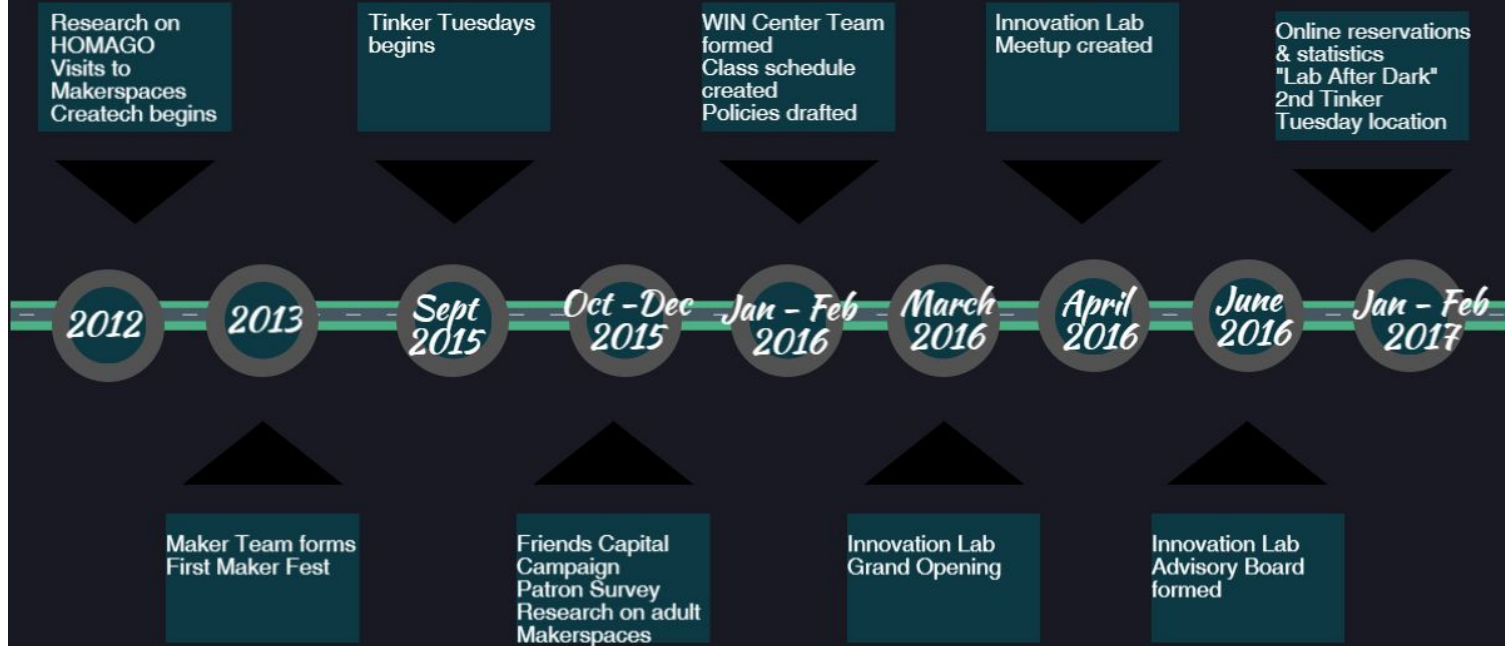 Research on
HOMAGO
Visits to
Makerspaces
Createch begins
Tinker Tuesdays
begins
WIN Center Team
formed
Class schedule
created
Policies drafted
Innovation Lab
Meetup created
Online reservations
& statistics
"Lab After Dark"
2nd Tinker
Tuesday location
2012
2013
Sept
2015
Oct - Dec
2015
Jan - Feb
2016
March
2016
April
2016
June
2016
Jan - Feb
2017
Maker Team forms
First Maker Fest
Friends Capital
Campaign
Patron Survey
Research on adult
Makerspaces
Innovation Lab
Grand Opening
Innovation Lab
Advisory Board
formed